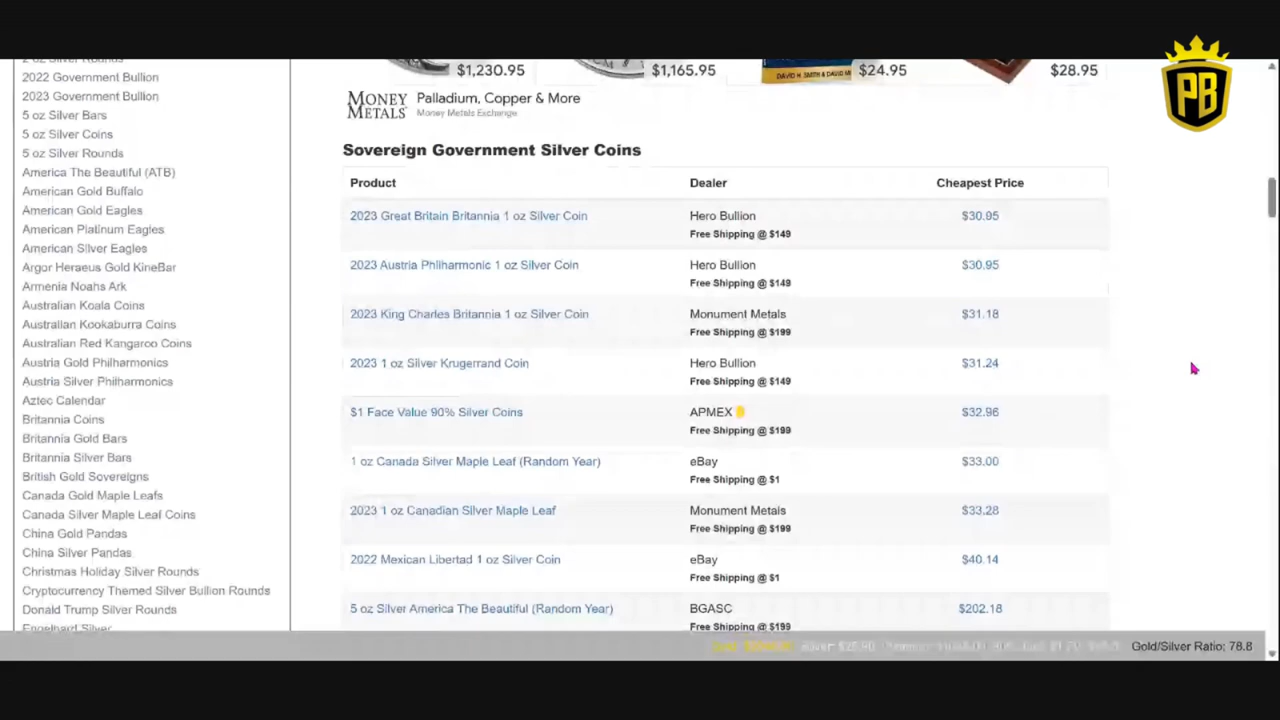 2022 Government Bullion
2023 Government Bullion
5 oz Silver Bars
5 oz Silver Coins
5 oz Silver Rounds
America The Beautiful (ATB)
American Gold Buffalo
American Gold Eagles
American Platinum Eagles
American Silver Eagles
Argor Heraeus Gold KineBar
Armenia Noahs Ark
Australian Koala Coins
Australian Kookaburra Coins
Australian Red Kangaroo Coins
Austria Gold Philharmonics
Austria Silver Philharmonics
Aztec Calendar
Britannia Coins
Britannia Gold Bars
Britannia Silver Bars
British Gold Sovereigns
Canada Gold Maple Leafs
Canada Silver Maple Leaf Coins
China Gold Pandas
China Silver Pandas
Christmas Holiday Silver Rounds
Cryptocurrency Themed Silver Bullion Rounds
Donald Trump Silver Rounds
Engelhard Silver
$1,230.95 $1,165.95 $24.95 $28.95
MONEY METALS
Palladium, Copper & More
Money Metals Exchange
PB
Sovereign Government Silver Coins
Product Dealer Cheapest Price
2023 Great Britain Britannia 1 oz Silver Coin Hero Bullion $30.95
Free Shipping @ $149
2023 Austria Philharmonic 1 oz Silver Coin Hero Bullion $30.95
Free Shipping @ $149
2023 King Charles Britannia 1 oz Silver Coin Monument Metals $31.18
Free Shipping @ $199
2023 1 oz Silver Krugerrand Coin Hero Bullion $31.24
Free Shipping @ $149
$1 Face Value 90% Silver Coins APMEX $32.96
Free Shipping @ $199
1 oz Canada Silver Maple Leaf (Random Year) eBay $33.00
Free Shipping @ $1
2023 1 oz Canadian Silver Maple Leaf Monument Metals $33.28
Free Shipping @ $199
2022 Mexican Libertad 1 oz Silver Coin eBay $40.14
Free Shipping @ $1
5 oz Silver America The Beautiful (Random Year) BGASC $202.18
Free Shipping @ $199
Gold/Silver Ratio: 78.8